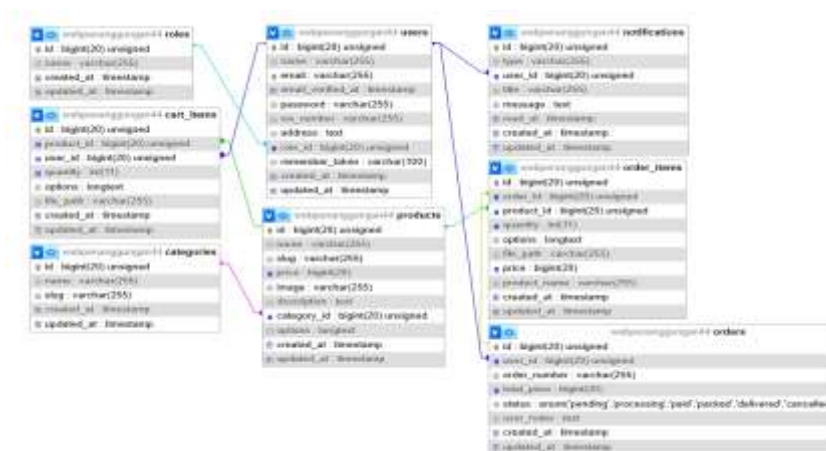 roles
id : bigint(20) unsigned
name : varchar(255)
created_at : timestamp
updated_at : timestamp
cart_items
id : bigint(20) unsigned
product_id : bigint(20) unsigned
user_id : bigint(20) unsigned
quantity : int(11)
options : longtext
file_path : varchar(255)
created_at : timestamp
updated_at : timestamp
categories
id : bigint(20) unsigned
name : varchar(255)
slug : varchar(255)
created_at : timestamp
updated_at : timestamp
users
id : bigint(20) unsigned
name : varchar(255)
email : varchar(255)
email_verified_at : timestamp
password : varchar(255)
varchar(255)
address : text
role_id : bigint(20) unsigned
remember_token : varchar(100)
created_at : timestamp
updated_at : timestamp
products
id : bigint(20) unsigned
name : varchar(255)
slug : varchar(255)
price : bigint(20)
image : varchar(255)
description : text
category_id : bigint(20) unsigned
options : longtext
created_at : timestamp
updated_at : timestamp
notifications
id : bigint(20) unsigned
type : varchar(255)
user_id : bigint(20) unsigned
title : varchar(255)
message : text
read_at : timestamp
created_at : timestamp
updated_at : timestamp
order_items
id : bigint(20) unsigned
order_id : bigint(20) unsigned
product_id : bigint(20) unsigned
quantity : int(11)
options : longtext
file_path : varchar(255)
price : bigint(20)
product_name : varchar(255)
created_at : timestamp
updated_at : timestamp
orders
id : bigint(20) unsigned
user_id : bigint(20) unsigned
order_number : varchar(255)
total_price : bigint(20)
status : enum('pending','processing','paid','packed','delivered','cancelled
text
created_at : timestamp
updated_at : timestamp